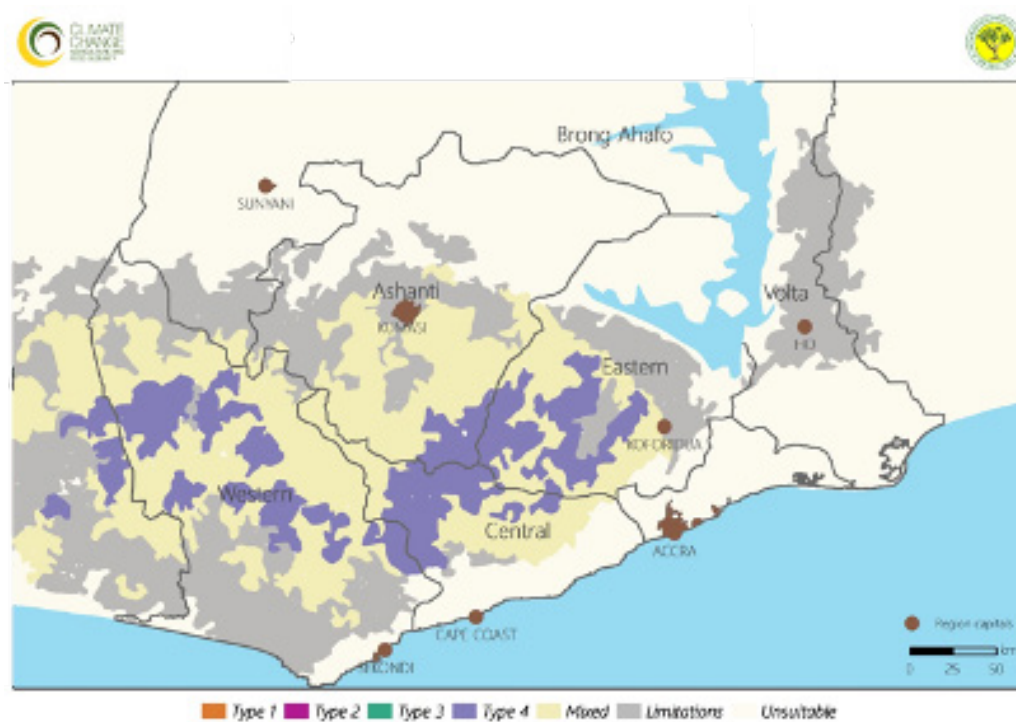 CLIMATE
CHANGE
Brong Ahafo
SUNYANI
Ashanti
KUMASI
Volta
HO
Eastern
KOFORIDUA
Western
Central
ACCRA
CAPE COAST
SEKONDI
Region capitals
km
0 25 50
Type 1 Type 2 Type 3 Type 4 Mixed Limitations Unsuitable